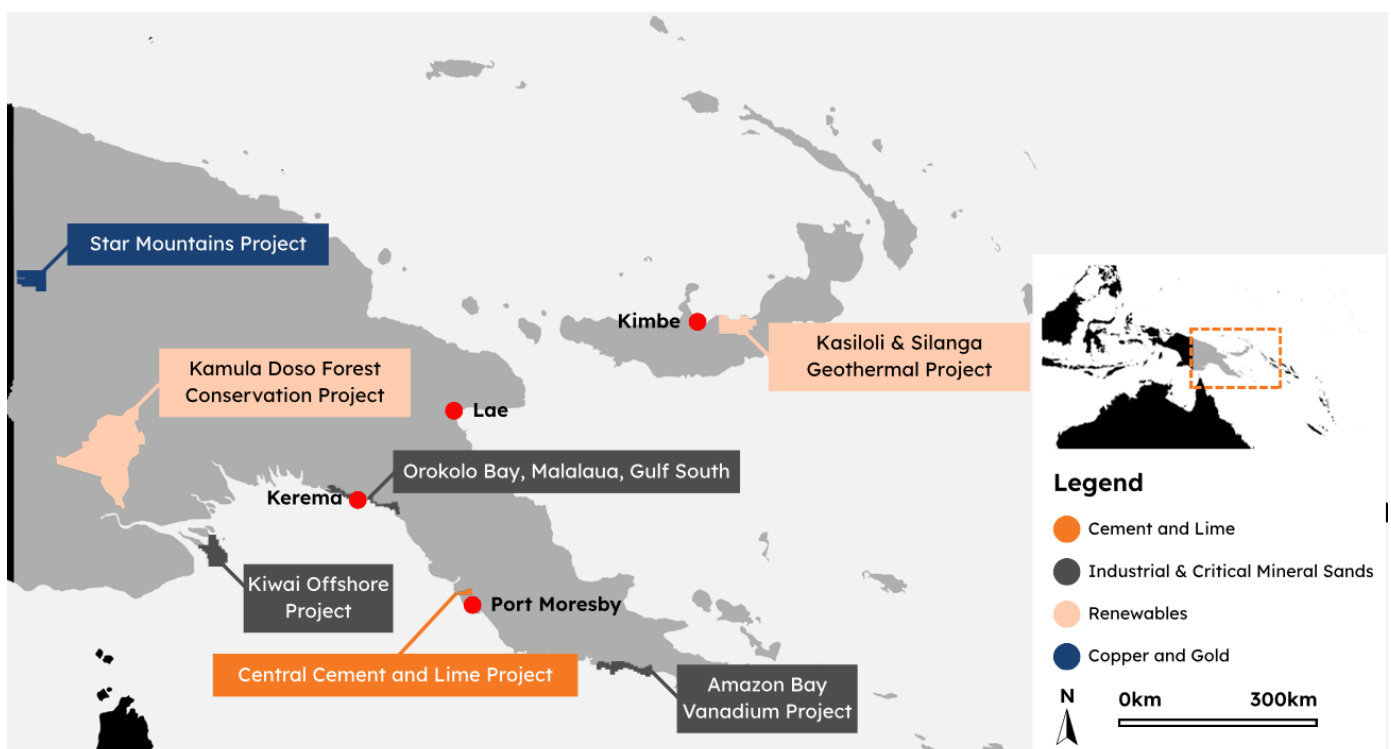 Star Mountains Project
Kimbe
Kasiloli & Silanga
Geothermal Project
Kamula Doso Forest
Conservation Project
Lae
Orokolo Bay, Malalaua, Gulf South
Kerema
Kiwai Offshore
Project
Port Moresby
Central Cement and Lime Project
Amazon Bay
Vanadium Project
Legend
Cement and Lime
Industrial & Critical Mineral Sands
Renewables
Copper and Gold
N
0km 300km